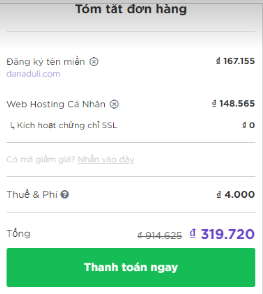 Tóm tắt đơn hàng
Đăng ký tên miền ₫ 167.155
danaduli.com
Web Hosting Cá Nhân ₫ 148.565
↳ Kích hoạt chứng chỉ SSL ₫ 0
Có mã giảm giá? Nhấn vào đây
Thuế & Phí ₫ 4.000
Tổng ₫ 914.625 ₫ 319.720
Thanh toán ngay